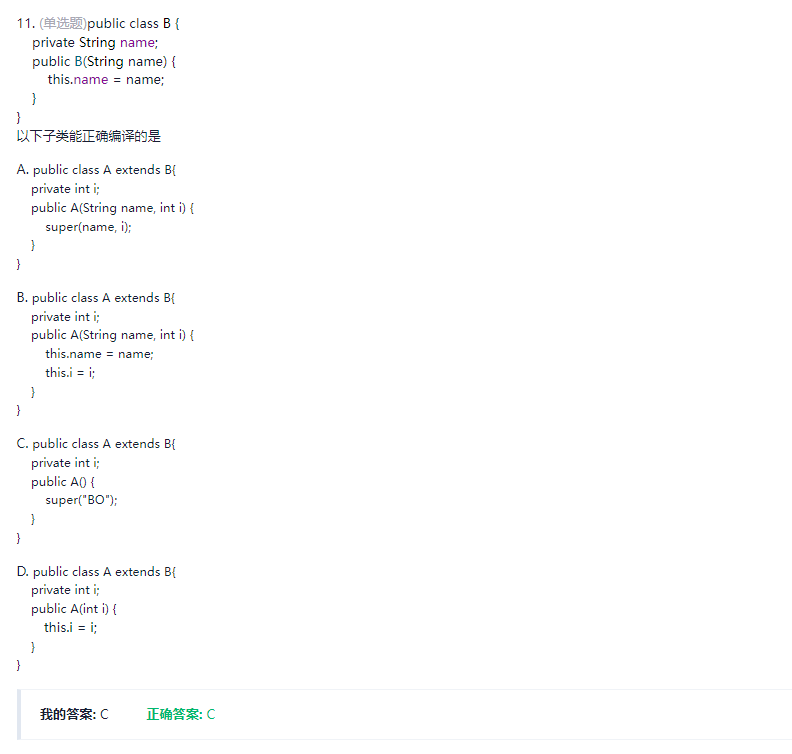 11. (单选题)public class B {
private String name;
public B(String name) {
this.name = name;
}
}
以下子类能正确编译的是
A. public class A extends B{
private int i;
public A(String name, int i) {
super(name, i);
}
}
B. public class A extends B{
private int i;
public A(String name, int i) {
this.name = name;
this.i = i;
}
}
C. public class A extends B{
private int i;
public A() {
super("BO");
}
}
D. public class A extends B{
private int i;
public A(int i) {
this.i = i;
}
}
我的答案: C 正确答案: C